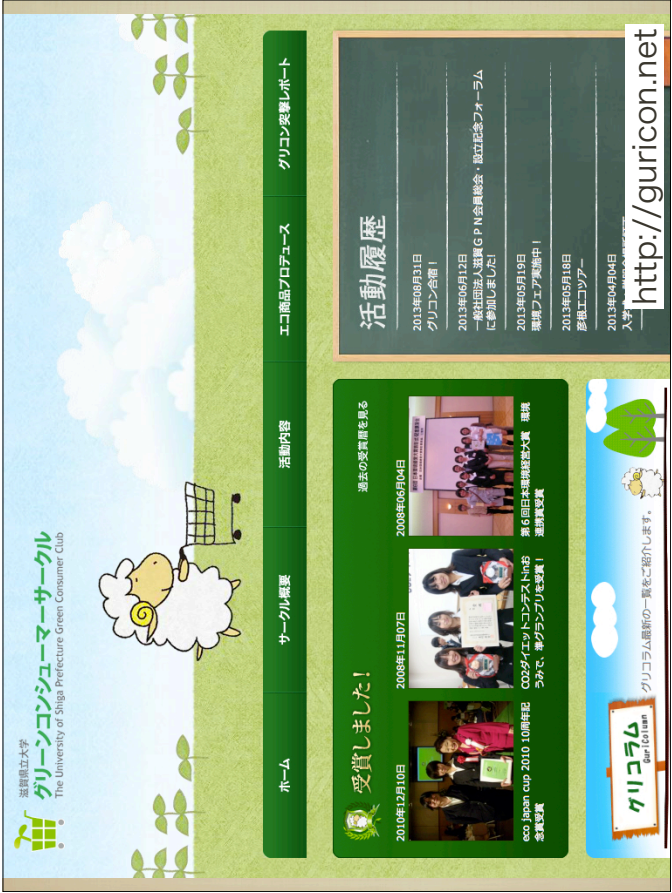 滋賀県立大学
グリーンコンシューマーサークル
The University of Shiga Prefecture Green Consumer Club
ホーム
サークル概要
活動内容
エコ商品プロデュース
グリコン突撃レポート
受賞しました!
過去の受賞暦を見る
2010年12月10日
eco japan cup 2010 10周年記
念賞受賞
2008年11月07日
CO2ダイエットコンテストinお
うみで、準グランプリを受賞!
2008年06月04日
第6回日本環境経営大賞 環境
連携賞受賞
活動履歴
2013年08月31日
グリコン合宿!
2013年06月12日
一般社団法人滋賀GPN会員総会・設立記念フォーラム
に参加しました!
2013年05月19日
環境フェア実施中!
2013年05月18日
彦根エコツアー
2013年04月04日
グリコラム
GuriColumn
グリコラム最新の一覧をご紹介します。
http://guricon.net